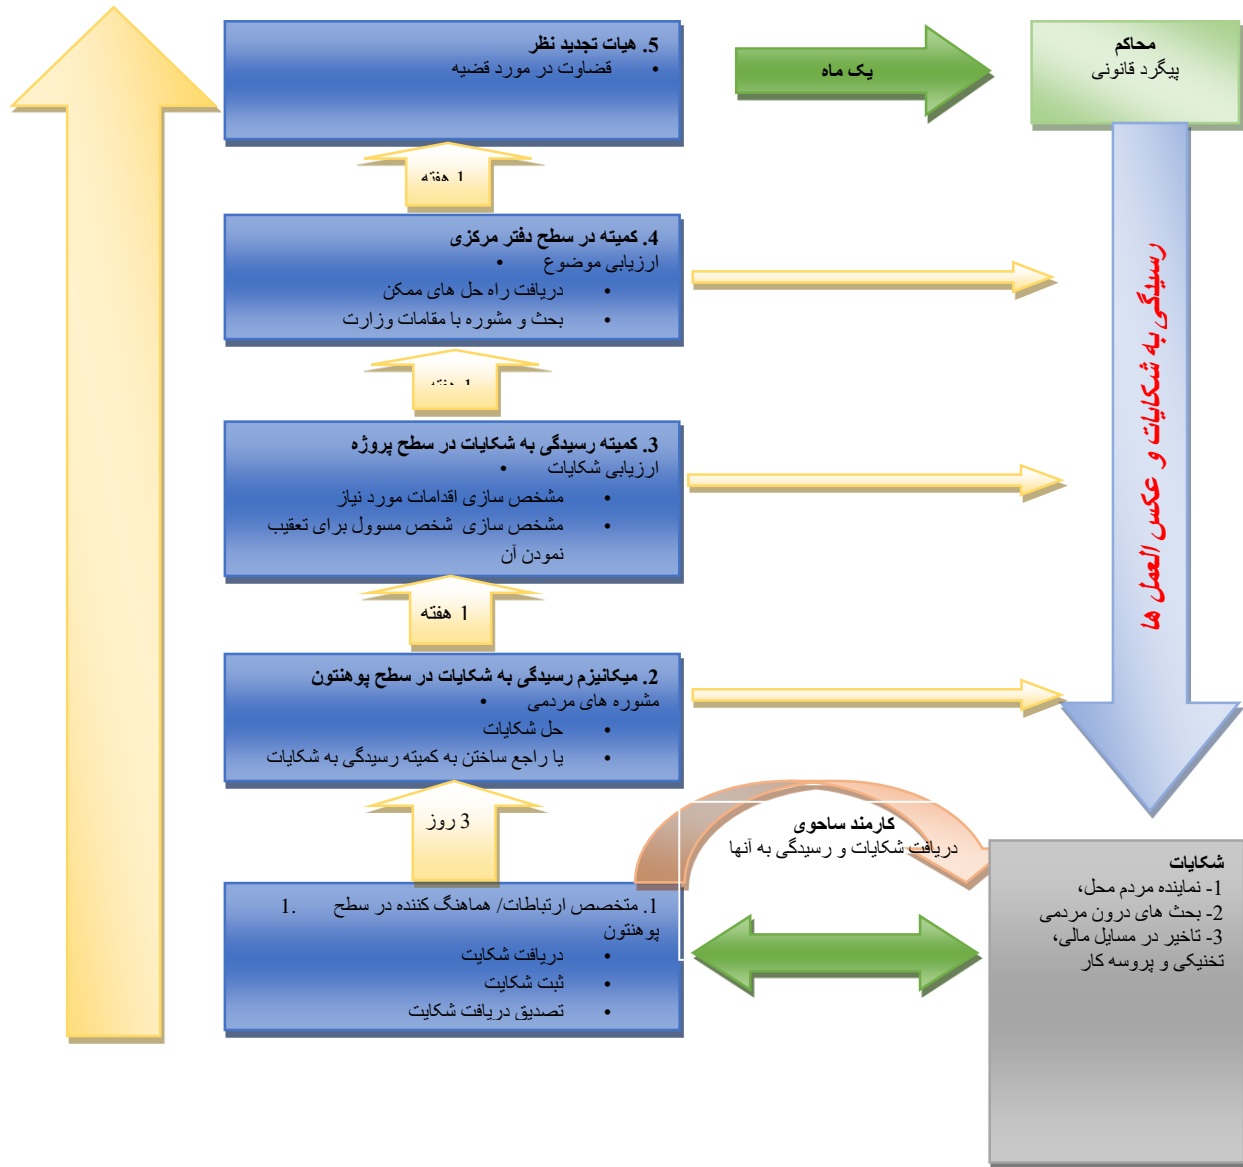 5. هیات تجدید نظر
• قضاوت در مورد قضیه
یک ماه
محاکم
پیگرد قانونی
1 هفته
4. کمیته در سطح دفتر مرکزی
ارزیابی موضوع •
• دریافت راه حل های ممکن
• بحث و مشوره با مقامات وزارت
1 هفته
3. کمیته رسیدگی به شکایات در سطح پروژه
ارزیابی شکایات •
• مشخص سازی اقدامات مورد نیاز
• مشخص سازی شخص مسوول برای تعقیب
نمودن آن
1 هفته
2. میکانیزم رسیدگی به شکایات در سطح پوهنتون
مشوره های مردمی •
• حل شکایات
• یا راجع ساختن به کمیته رسیدگی به شکایات
3 روز
1. متخصص ارتباطات/ هماهنگ کننده در سطح 1.
پوهنتون
• دریافت شکایت
• ثبت شکایت
• تصدیق دریافت شکایت
کارمند ساحوی
دریافت شکایات و رسیدگی به آنها
رسیدگی به شکایات و عکس العمل ها
شکایات
1- نماینده مردم محل،
2- بحث های درون مردمی
3- تاخیر در مسایل مالی،
تخنیکی و پروسه کار